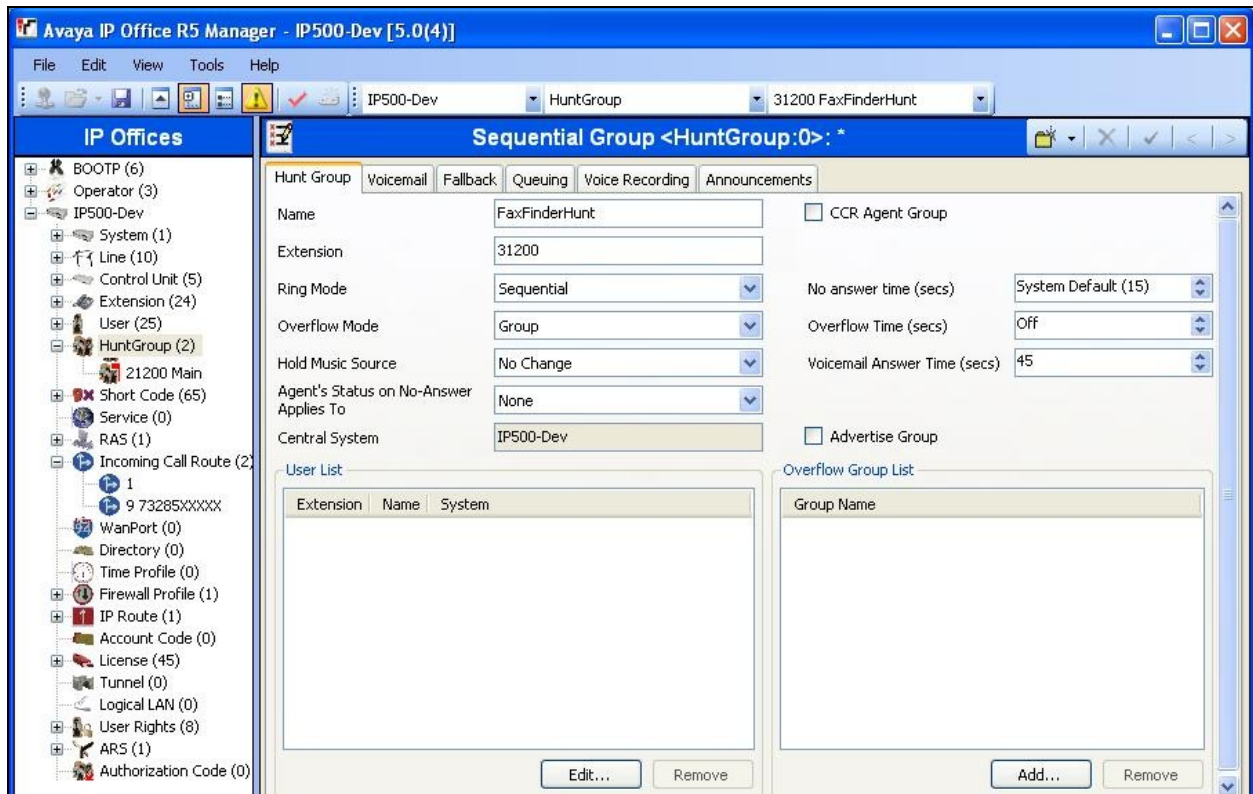 Avaya IP Office R5 Manager - IP500-Dev [5.0(4)]
File Edit View Tools Help
IP500-Dev HuntGroup 31200 FaxFinderHunt
IP Offices
BOOTP (6)
Operator (3)
IP500-Dev
System (1)
Line (10)
Control Unit (5)
Extension (24)
User (25)
HuntGroup (2)
21200 Main
Short Code (65)
Service (0)
RAS (1)
Incoming Call Route (2)
1
9 73285XXXXX
WanPort (0)
Directory (0)
Time Profile (0)
Firewall Profile (1)
IP Route (1)
Account Code (0)
License (45)
Tunnel (0)
Logical LAN (0)
User Rights (8)
ARS (1)
Authorization Code (0)
Sequential Group <HuntGroup:0>: *
Hunt Group Voicemail Fallback Queuing Voice Recording Announcements
Name FaxFinderHunt CCR Agent Group
Extension 31200
Ring Mode Sequential No answer time (secs) System Default (15)
Overflow Mode Group Overflow Time (secs) Off
Hold Music Source No Change Voicemail Answer Time (secs) 45
Agent's Status on No-Answer
Applies To None
Central System IP500-Dev Advertise Group
User List Overflow Group List
Extension Name System Group Name
Edit... Remove Add... Remove